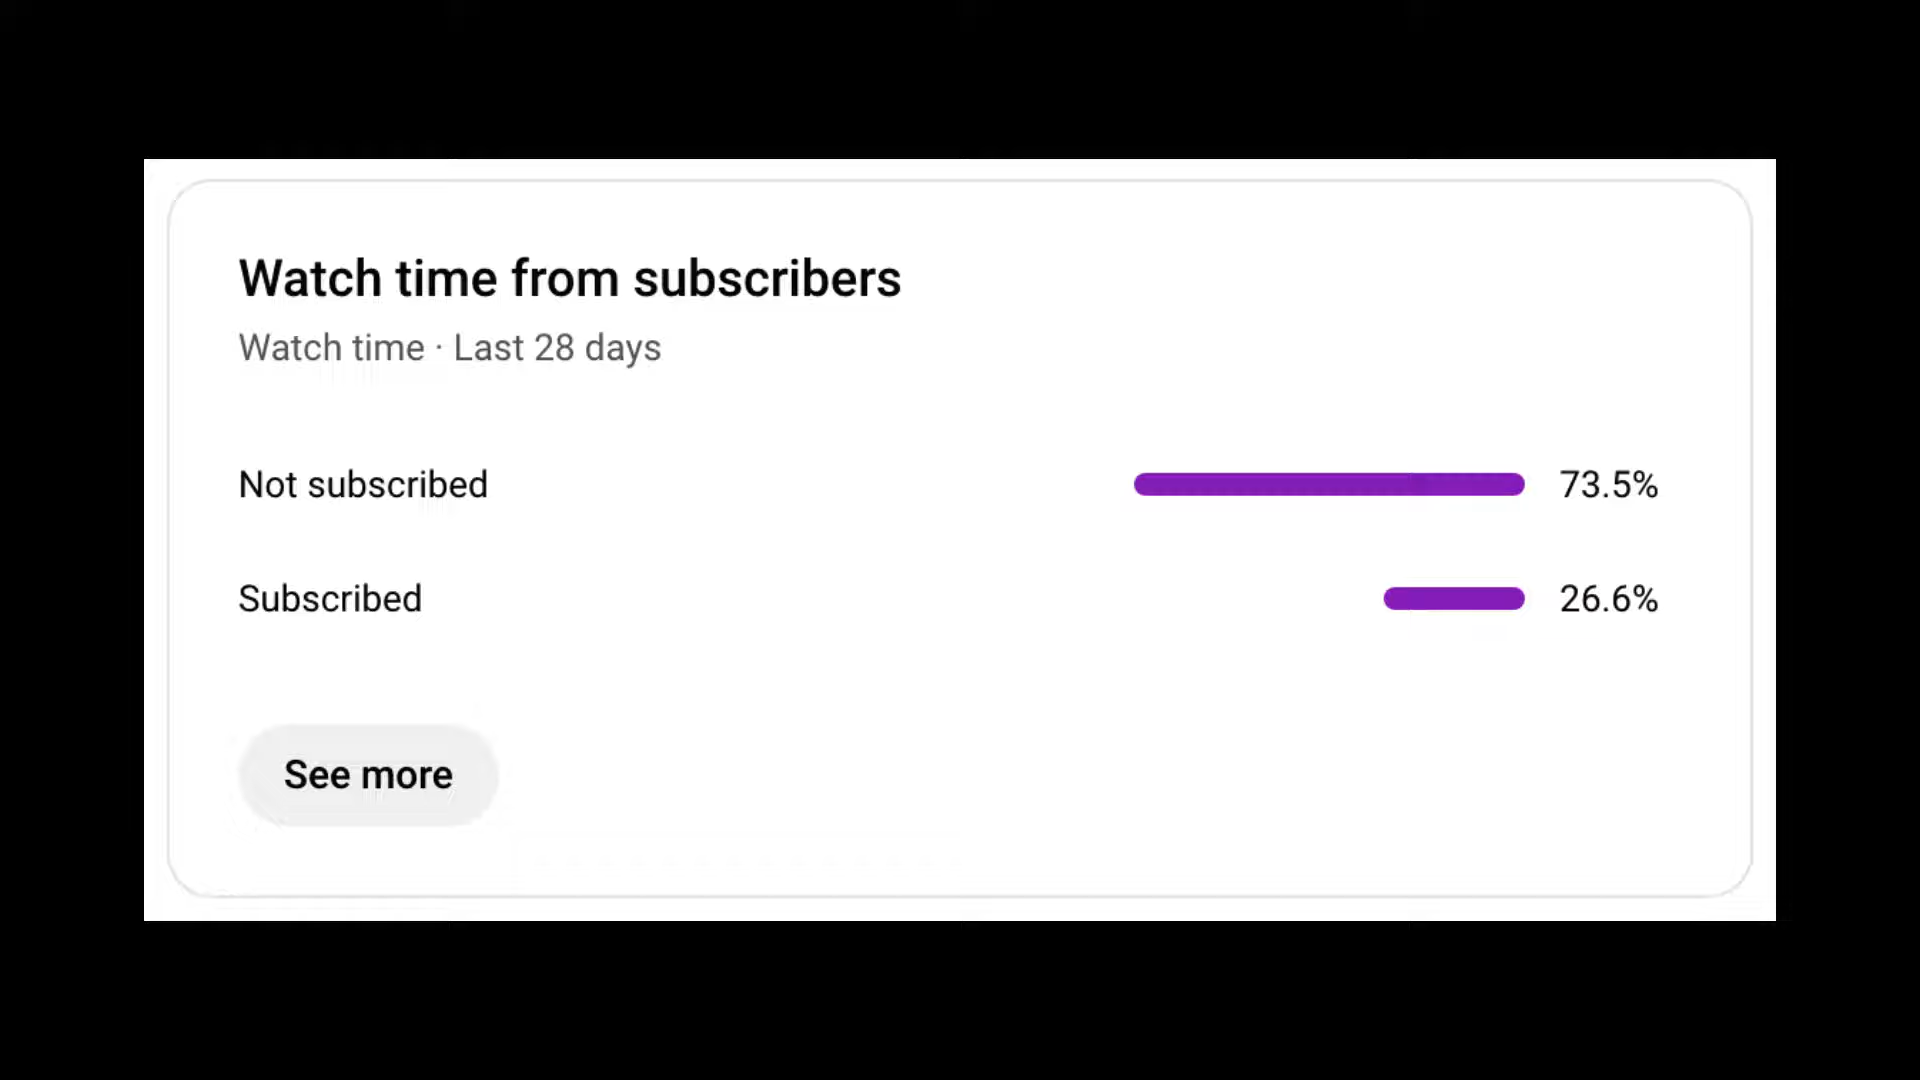 Watch time from subscribers
Watch time · Last 28 days
Not subscribed 73.5%
Subscribed 26.6%
See more